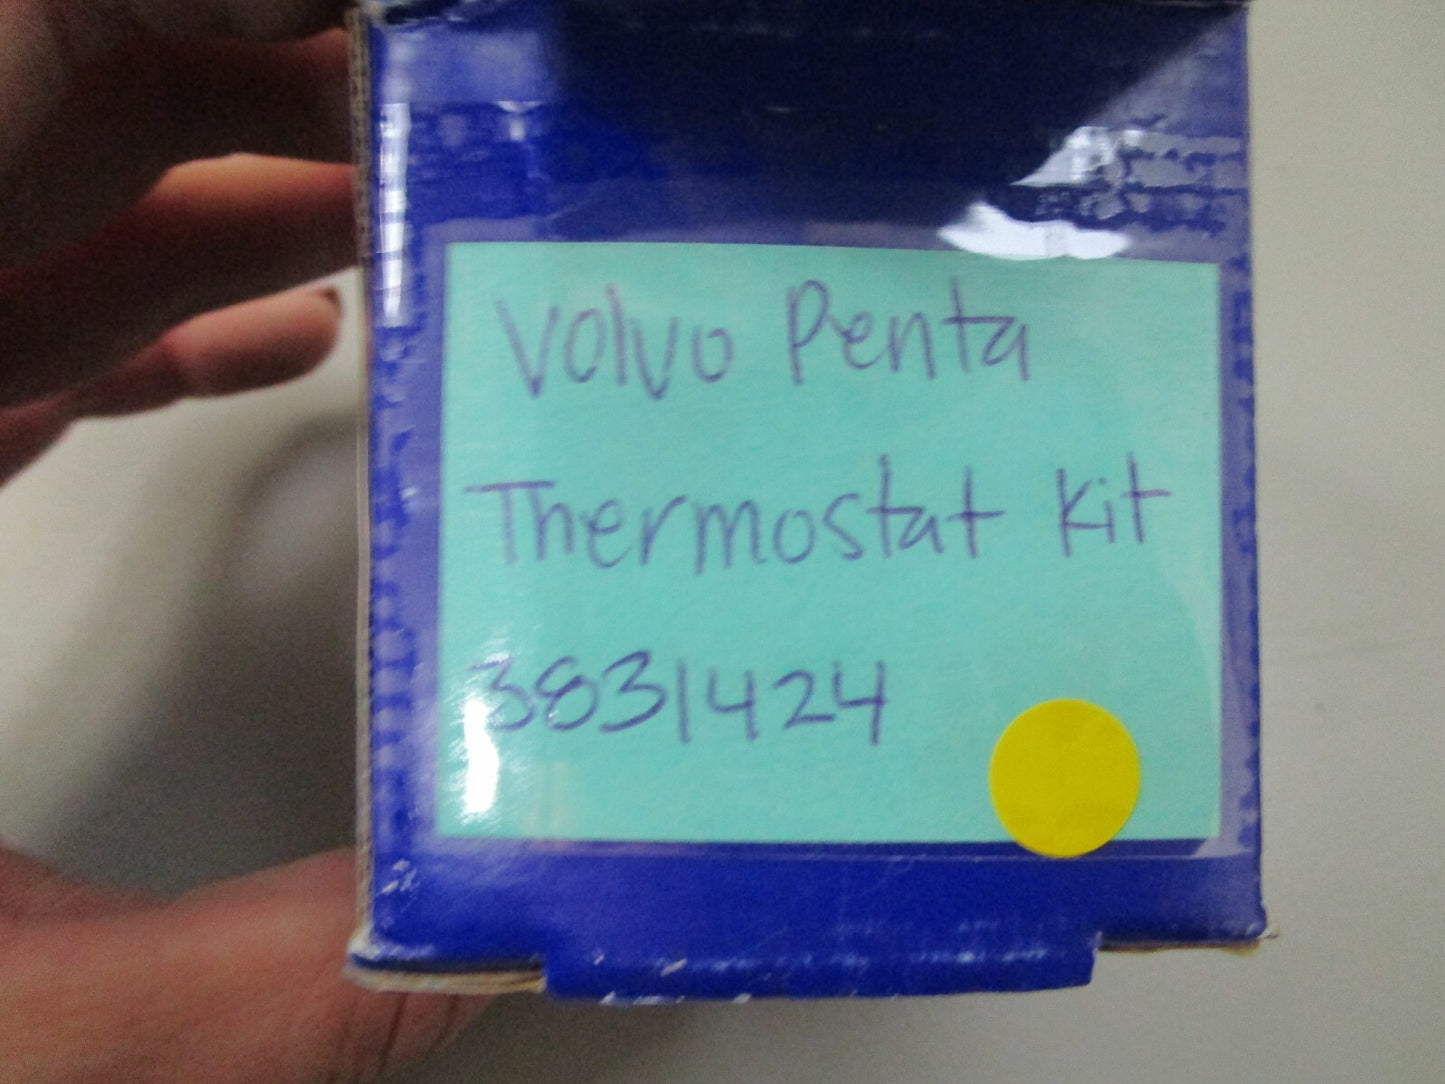 Volvo Penta
Thermostat Kit
3831424